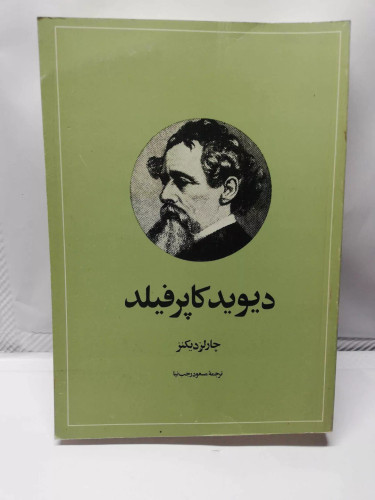 دیوید کاپرفیلد
چارلز دیکنز
ترجمهٔ مسعود رجب‌نیا